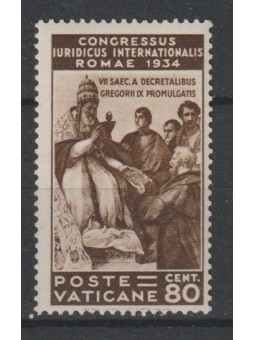 CONGRESSUS
IURIDICUS INTERNATIONALIS
ROMAE 1934
VII SAEC. A DECRETALIBUS
GREGORII IX PROMULGATIS
POSTE = CENT.
VATICANE 80